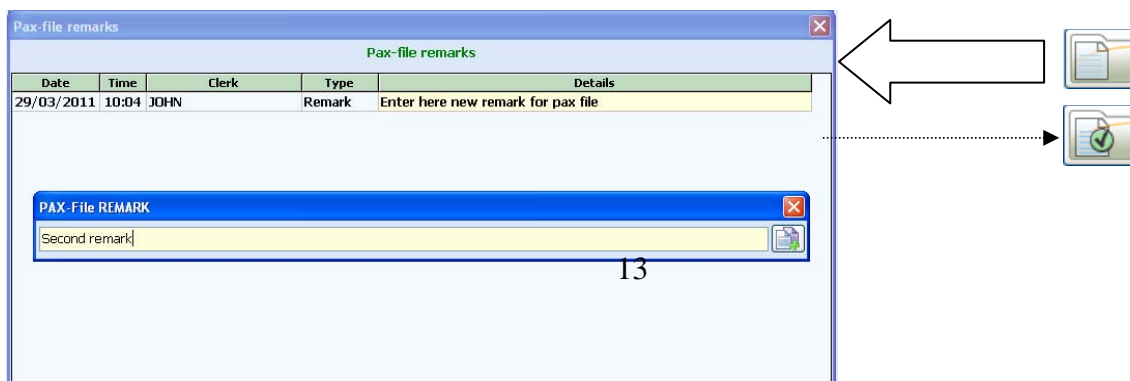 Pax-file remarks
Pax-file remarks
Date Time Clerk Type Details
29/03/2011 10:04 JOHN Remark Enter here new remark for pax file
PAX-File REMARK
Second remark
13